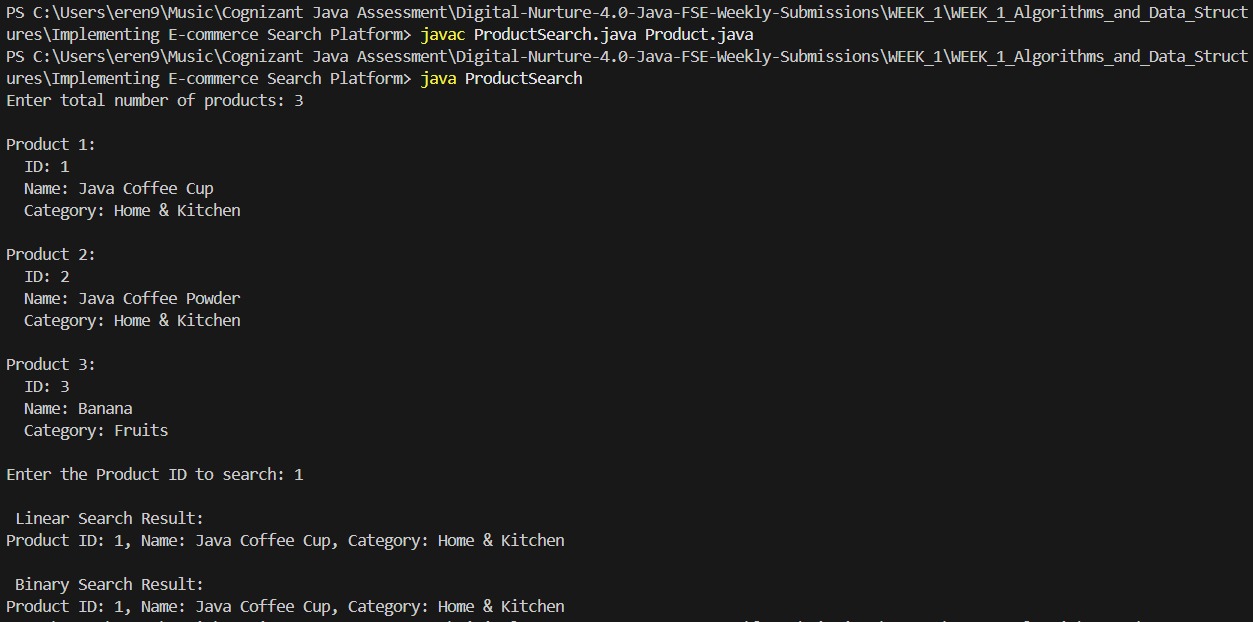 PS C:\Users\eren9\Music\Cognizant Java Assessment\Digital-Nurture-4.0-Java-FSE-Weekly-Submissions\WEEK_1\WEEK_1_Algorithms_and_Data_Struct
ures\Implementing E-commerce Search Platform> javac ProductSearch.java Product.java
PS C:\Users\eren9\Music\Cognizant Java Assessment\Digital-Nurture-4.0-Java-FSE-Weekly-Submissions\WEEK_1\WEEK_1_Algorithms_and_Data_Struct
ures\Implementing E-commerce Search Platform> java ProductSearch
Enter total number of products: 3
Product 1:
ID: 1
Name: Java Coffee Cup
Category: Home & Kitchen
Product 2:
ID: 2
Name: Java Coffee Powder
Category: Home & Kitchen
Product 3:
ID: 3
Name: Banana
Category: Fruits
Enter the Product ID to search: 1
Linear Search Result:
Product ID: 1, Name: Java Coffee Cup, Category: Home & Kitchen
Binary Search Result:
Product ID: 1, Name: Java Coffee Cup, Category: Home & Kitchen